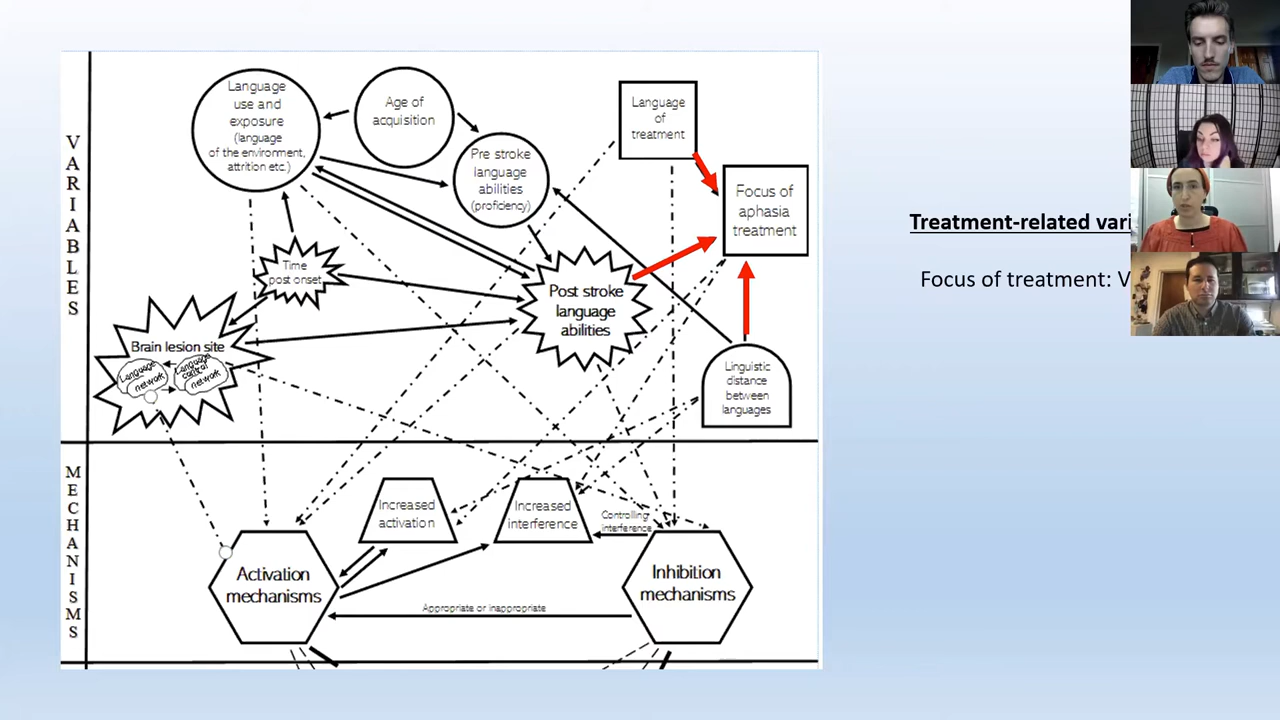 VARIABLES
Language
use and
exposure
(language
of the environment,
attrition etc.)
Age of
acquisition
Pre stroke
language
abilities
(proficiency)
Language
of
treatment
Focus of
aphasia
treatment
Time
post onset
Post stroke
language
abilities
Brain lesion site
Language
network
Language
control
network
Linguistic
distance
between
languages
Treatment-related vari
Focus of treatment: V
MECHANISMS
Increased
activation
Increased
interference
Controlling
interference
Activation
mechanisms
Inhibition
mechanisms
Appropriate or inappropriate